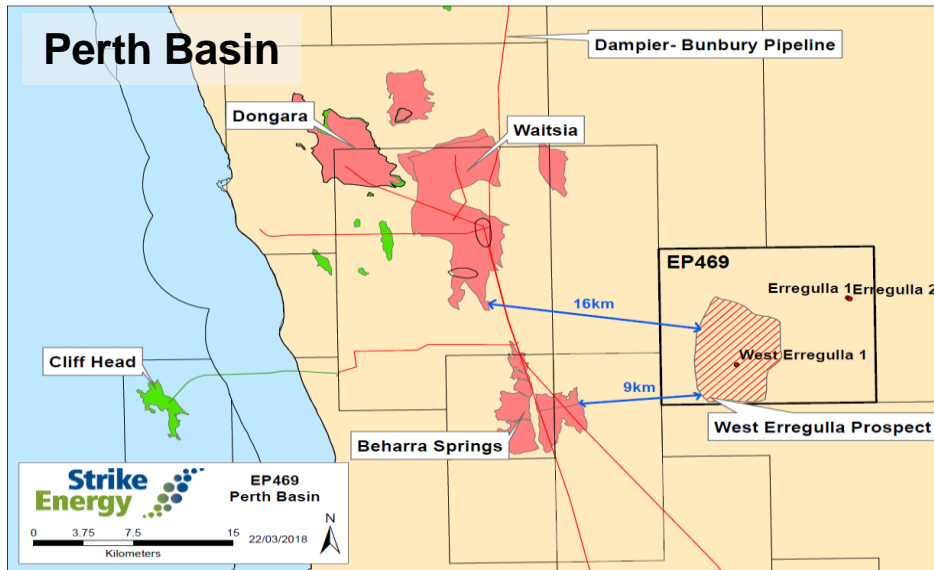 Perth Basin
Dampier- Bunbury Pipeline
Dongara
Waitsia
EP469
Erregulla 1
Erregulla 2
16km
Cliff Head
West Erregulla 1
9km
Beharra Springs
West Erregulla Prospect
Strike
Energy
EP469
Perth Basin
0 3.75 7.5 15
Kilometers
22/03/2018
N